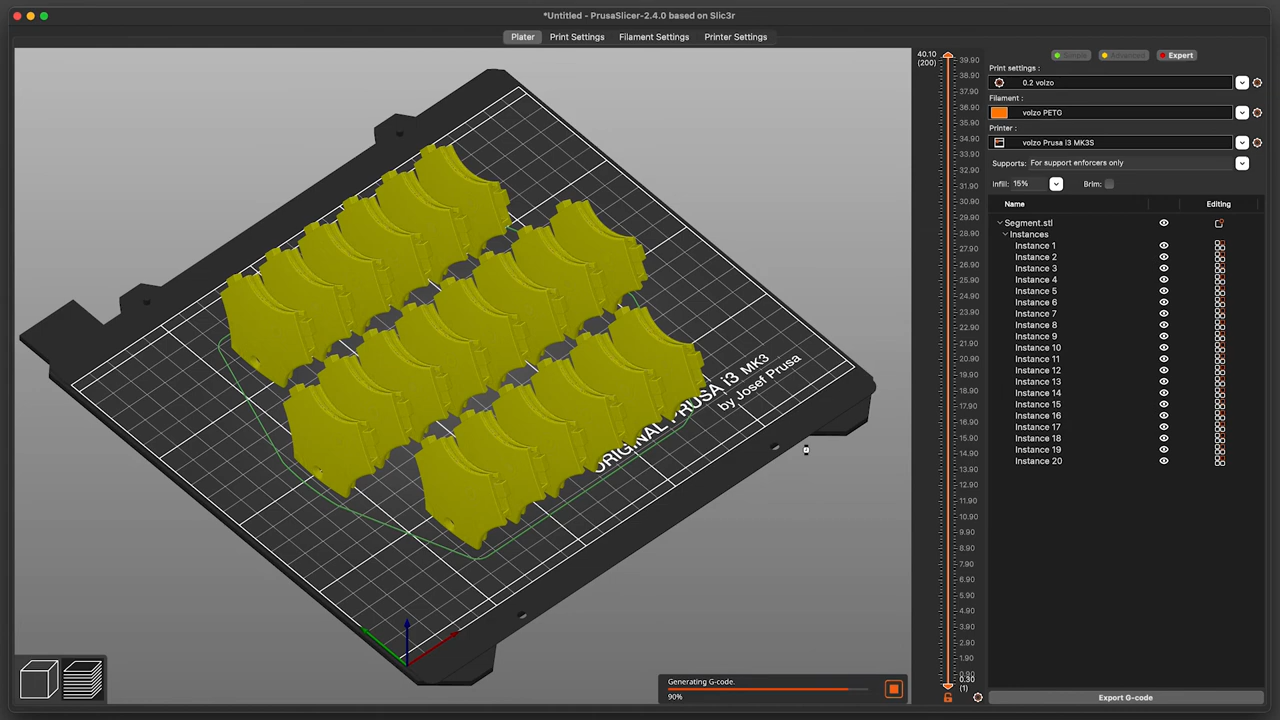 *Untitled - PrusaSlicer-2.4.0 based on Slic3r
Plater Print Settings Filament Settings Printer Settings
Simple Advanced Expert
Print settings :
0.2 volzo
Filament :
volzo PETG
Printer :
volzo Prusa i3 MK3S
Supports: For support enforcers only
Infill: 15% Brim:
Name Editing
Segment.stl
Instances
Instance 1
Instance 2
Instance 3
Instance 4
Instance 5
Instance 6
Instance 7
Instance 8
Instance 9
Instance 10
Instance 11
Instance 12
Instance 13
Instance 14
Instance 15
Instance 16
Instance 17
Instance 18
Instance 19
Instance 20
40.10
(200)
39.90
38.90
37.90
36.90
35.90
34.90
33.90
32.90
31.90
30.90
29.90
28.90
27.90
26.90
25.90
24.90
23.90
22.90
21.90
20.90
19.90
18.90
17.90
16.90
15.90
14.90
13.90
12.90
11.90
10.90
9.90
8.90
7.90
6.90
5.90
4.90
3.90
2.90
1.90
0.30
(1)
ORIGINAL PRUSA i3 MK3
by Josef Prusa
Generating G-code.
90%
Export G-code